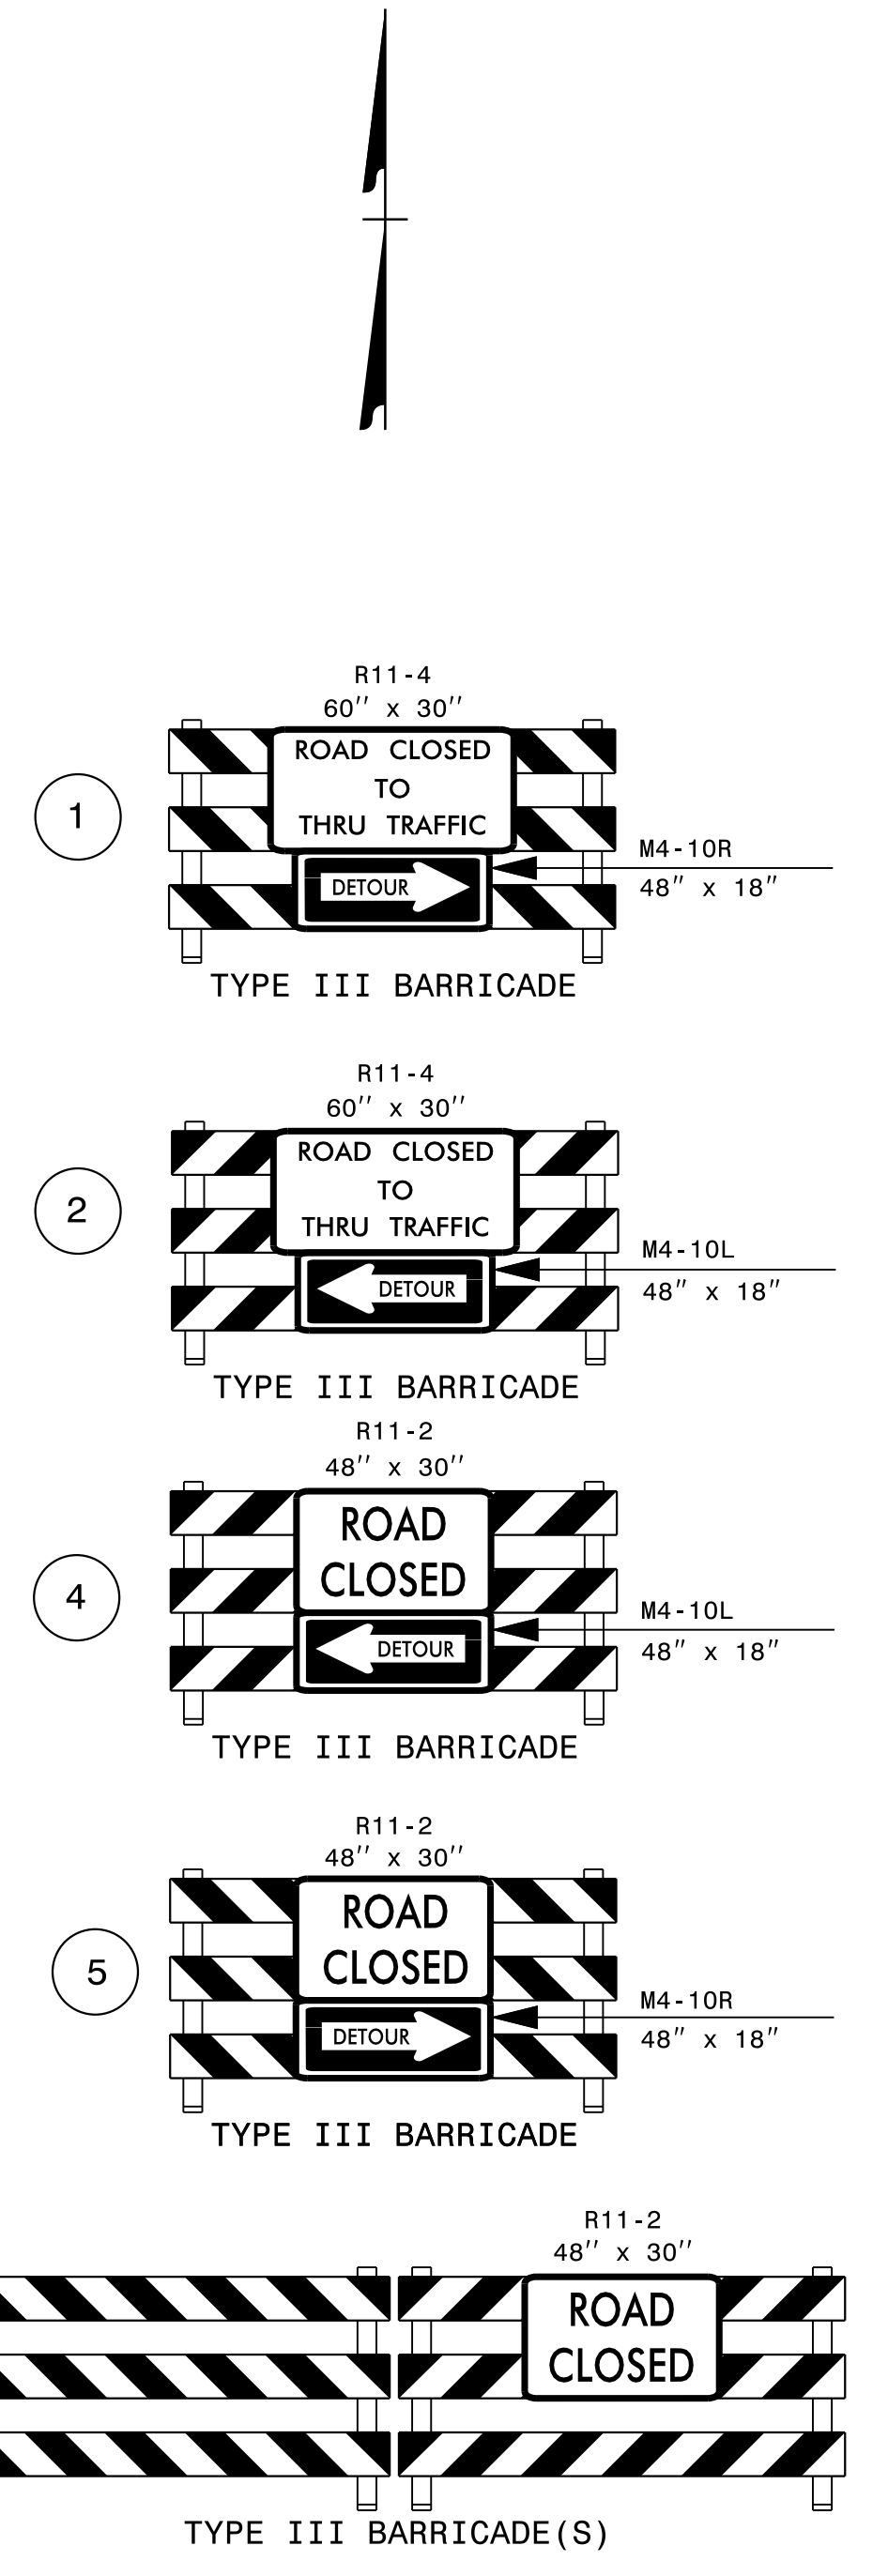 R11-4
60" x 30"
ROAD CLOSED
TO
THRU TRAFFIC
1
M4-10R
DETOUR
48" x 18"
TYPE III BARRICADE
R11-4
60" x 30"
ROAD CLOSED
TO
THRU TRAFFIC
2
M4-10L
DETOUR
48" x 18"
TYPE III BARRICADE
R11-2
48" x 30"
ROAD
CLOSED
4
M4-10L
DETOUR
48" x 18"
TYPE III BARRICADE
R11-2
48" x 30"
ROAD
CLOSED
5
M4-10R
DETOUR
48" x 18"
TYPE III BARRICADE
R11-2
48" x 30"
ROAD
CLOSED
TYPE III BARRICADE(S)